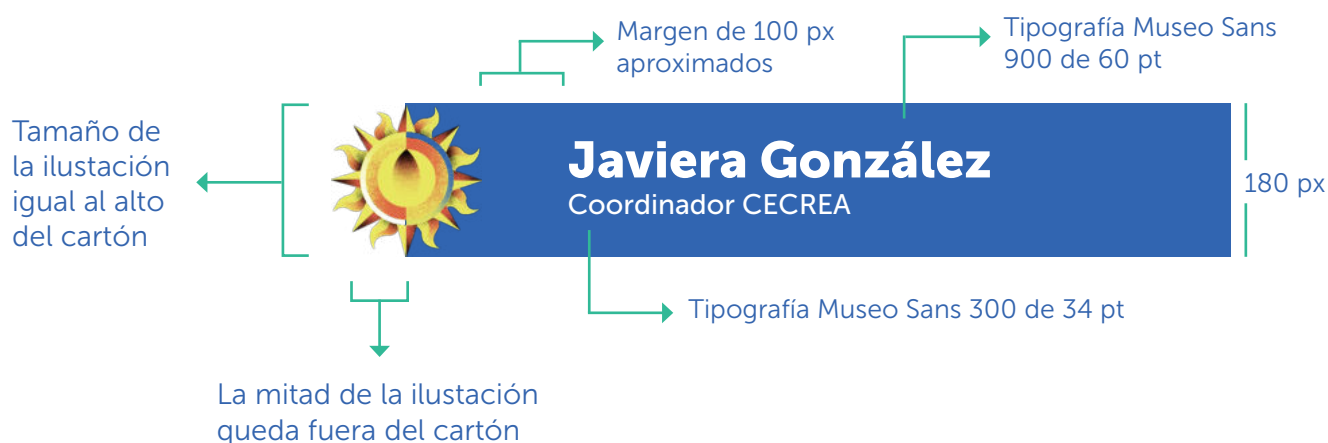 Margen de 100 px
aproximados
Tipografía Museo Sans
900 de 60 pt
Tamaño de
la ilustación
igual al alto
del cartón
Javiera González
Coordinador CECREA
180 px
Tipografía Museo Sans 300 de 34 pt
La mitad de la ilustación
queda fuera del cartón